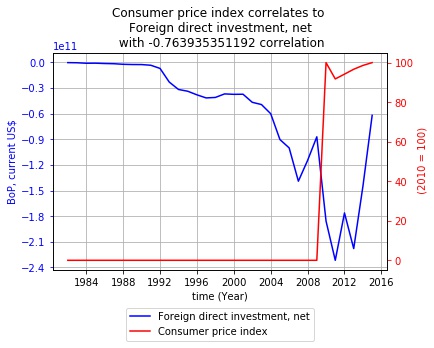 Consumer price index correlates to
Foreign direct investment, net
with -0.763935351192 correlation
1e11
0.0
−0.3
−0.6
−0.9
−1.2
−1.5
−1.8
−2.1
−2.4
BoP, current US$
100
80
60
40
20
0
(2010 = 100)
1984 1988 1992 1996 2000 2004 2008 2012 2016
time (Year)
Foreign direct investment, net
Consumer price index